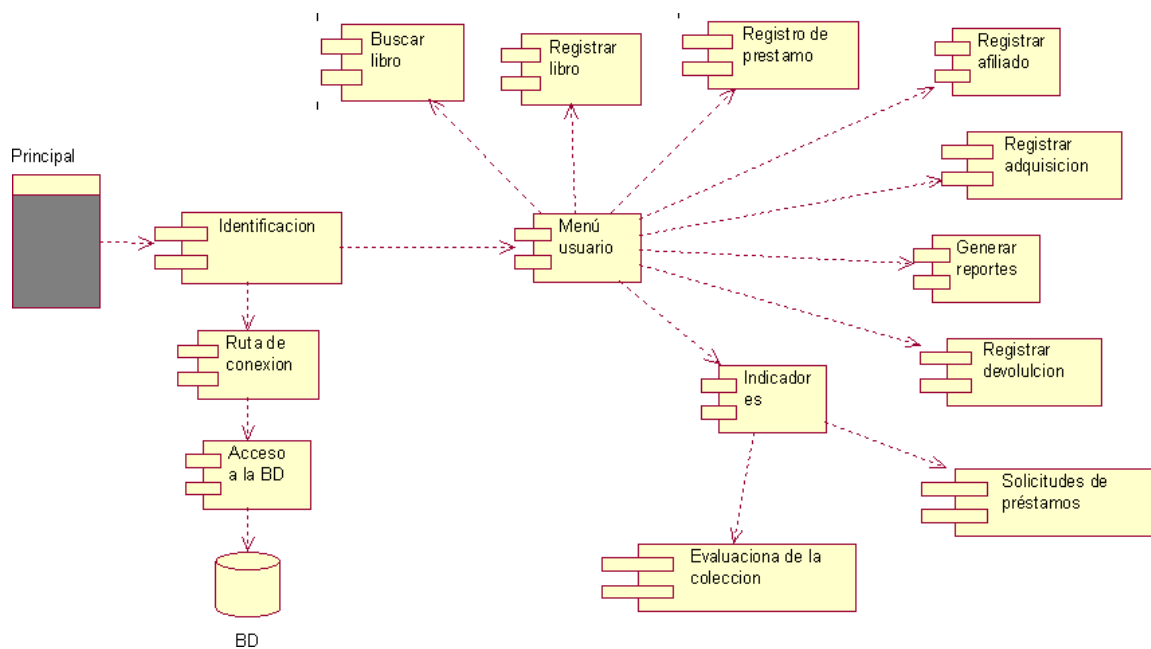 Buscar
libro
Registrar
libro
Registro de
prestamo
Registrar
afiliado
Registrar
adquisicion
Principal
Identificacion
Menú
usuario
Generar
reportes
Ruta de
conexion
Registrar
devolulcion
Indicador
es
Acceso
a la BD
Solicitudes de
préstamos
Evaluaciona de la
coleccion
BD